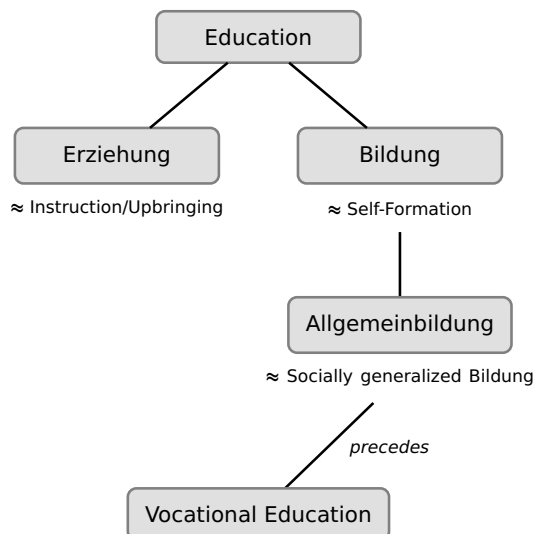 Education
Erziehung
Bildung
≈ Instruction/Upbringing
≈ Self-Formation
Allgemeinbildung
≈ Socially generalized Bildung
precedes
Vocational Education